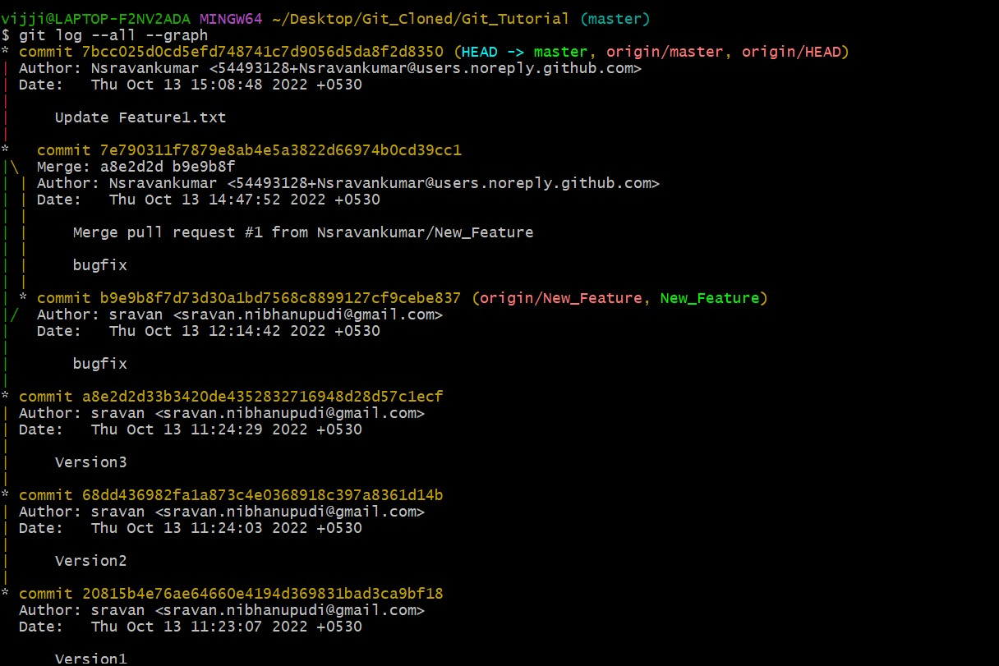 vijji@LAPTOP-F2NV2ADA MINGW64 ~/Desktop/Git_Cloned/Git_Tutorial (master)
$ git log --all --graph
* commit 7bcc025d0cd5efd748741c7d9056d5da8f2d8350 (HEAD -> master, origin/master, origin/HEAD)
| Author: Nsravankumar <54493128+Nsravankumar@users.noreply.github.com>
| Date:   Thu Oct 13 15:08:48 2022 +0530
|
|     Update Feature1.txt
|
*   commit 7e790311f7879e8ab4e5a3822d66974b0cd39cc1
|\  Merge: a8e2d2d b9e9b8f
| | Author: Nsravankumar <54493128+Nsravankumar@users.noreply.github.com>
| | Date:   Thu Oct 13 14:47:52 2022 +0530
| |
| |     Merge pull request #1 from Nsravankumar/New_Feature
| |
| |     bugfix
| |
| * commit b9e9b8f7d73d30a1bd7568c8899127cf9cebe837 (origin/New_Feature, New_Feature)
|/  Author: sravan <sravan.nibhanupudi@gmail.com>
|   Date:   Thu Oct 13 12:14:42 2022 +0530
|
|       bugfix
|
* commit a8e2d2d33b3420de4352832716948d28d57c1ecf
| Author: sravan <sravan.nibhanupudi@gmail.com>
| Date:   Thu Oct 13 11:24:29 2022 +0530
|
|     Version3
|
* commit 68dd436982fa1a873c4e0368918c397a8361d14b
| Author: sravan <sravan.nibhanupudi@gmail.com>
| Date:   Thu Oct 13 11:24:03 2022 +0530
|
|     Version2
|
* commit 20815b4e76ae64660e4194d369831bad3ca9bf18
  Author: sravan <sravan.nibhanupudi@gmail.com>
  Date:   Thu Oct 13 11:23:07 2022 +0530

      Version1